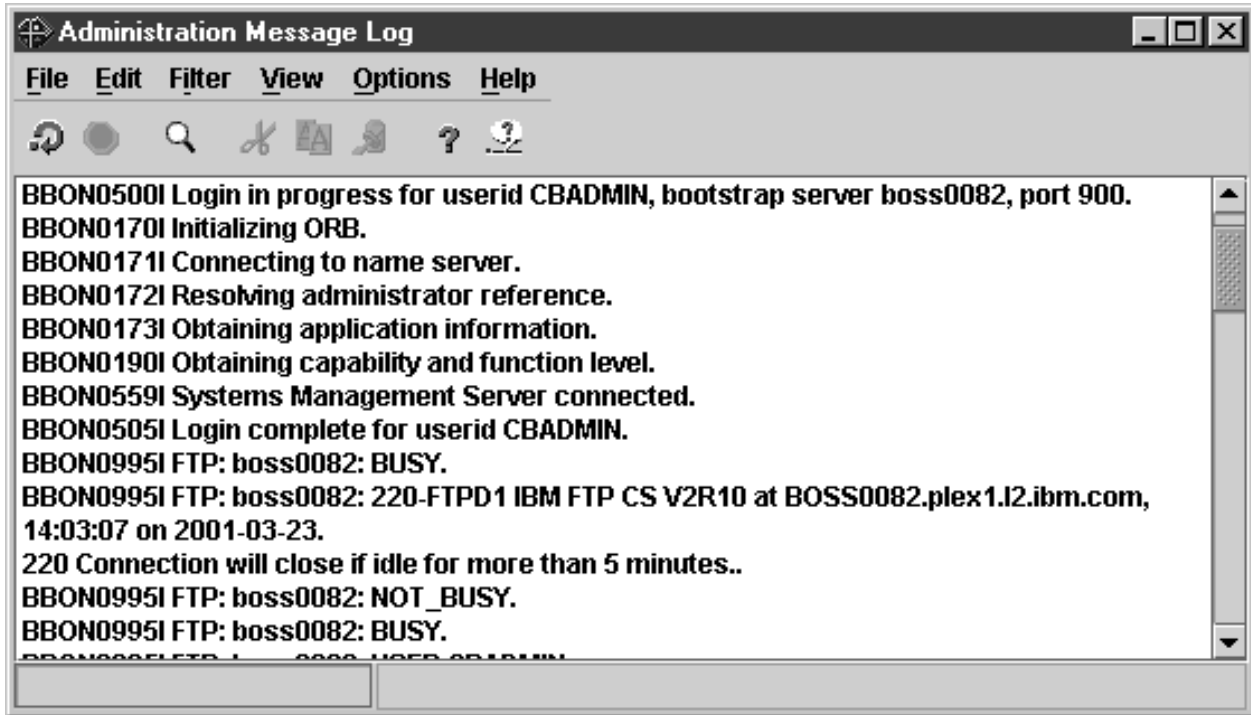 Administration Message Log
File Edit Filter View Options Help
BBON0500I Login in progress for userid CBADMIN, bootstrap server boss0082, port 900.
BBON0170I Initializing ORB.
BBON0171I Connecting to name server.
BBON0172I Resolving administrator reference.
BBON0173I Obtaining application information.
BBON0190I Obtaining capability and function level.
BBON0559I Systems Management Server connected.
BBON0505I Login complete for userid CBADMIN.
BBON0995I FTP: boss0082: BUSY.
BBON0995I FTP: boss0082: 220-FTPD1 IBM FTP CS V2R10 at BOSS0082.plex1.l2.ibm.com,
14:03:07 on 2001-03-23.
220 Connection will close if idle for more than 5 minutes..
BBON0995I FTP: boss0082: NOT_BUSY.
BBON0995I FTP: boss0082: BUSY.